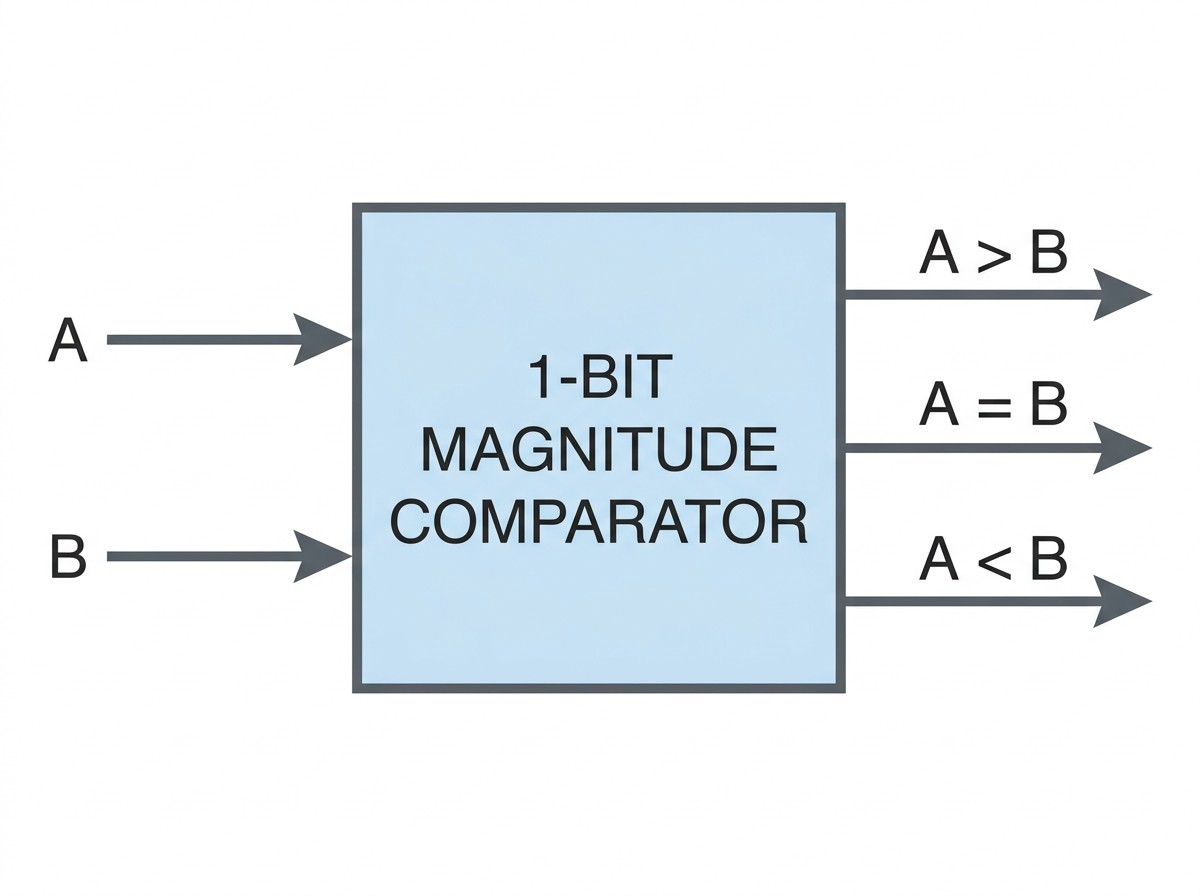 A
B
1-BIT
MAGNITUDE
COMPARATOR
A > B
A = B
A < B